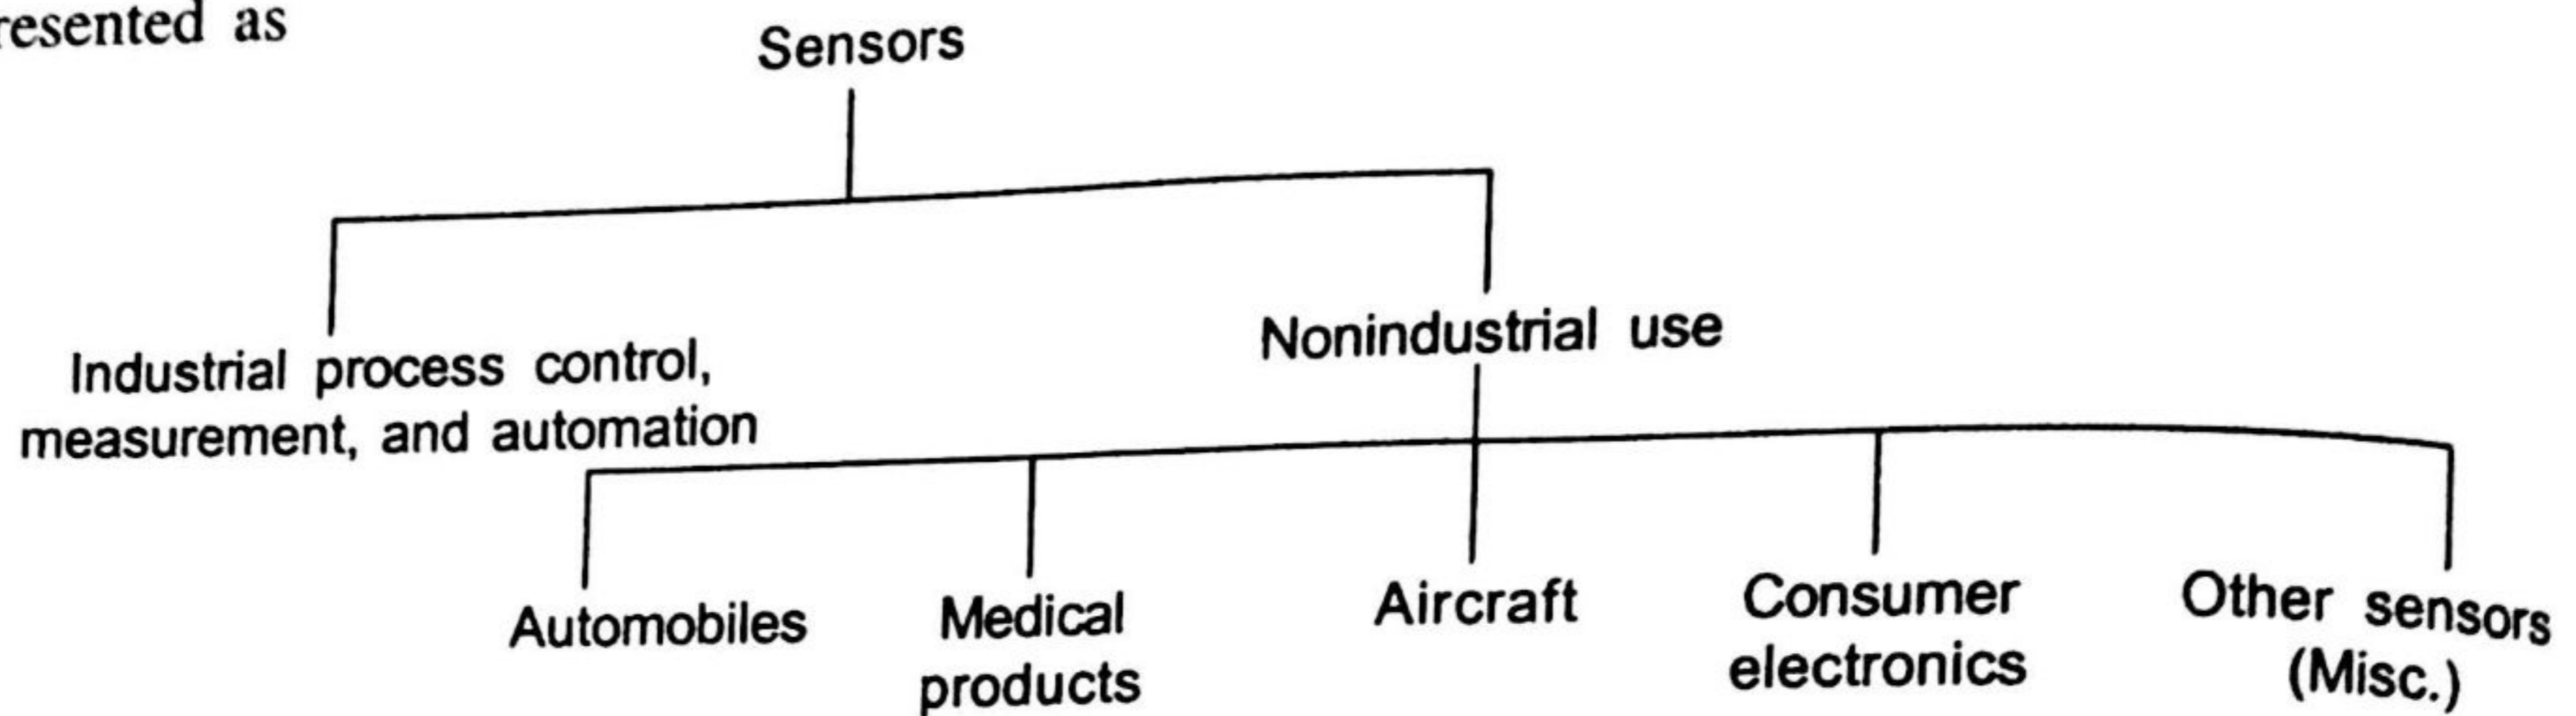 resented as
Sensors
Nonindustrial use
Industrial process control,
measurement, and automation
Automobiles
Medical
products
Aircraft
Consumer
electronics
Other sensors
(Misc.)